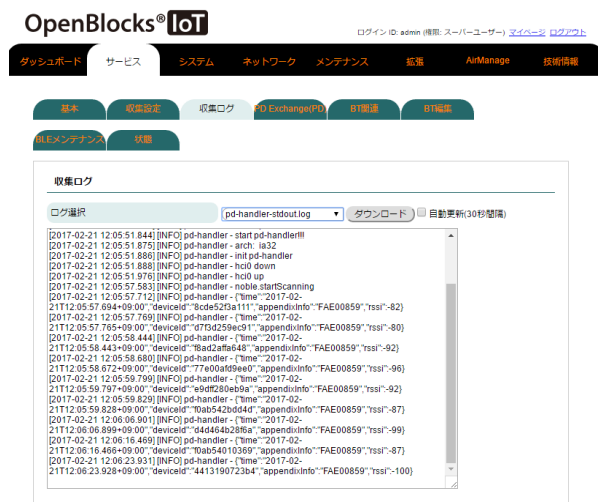 OpenBlocks® IoT
ログイン ID: admin (権限: スーパーユーザー) マイページ ログアウト
ダッシュボード サービス システム ネットワーク メンテナンス 拡張 AirManage 技術情報
基本 収集設定 収集ログ PD Exchange(PD) BT関連 BT編集
BLEメンテナンス 状態
収集ログ
ログ選択 pd-handler-stdout.log ダウンロード 自動更新(30秒間隔)
[2017-02-21 12:05:51.844] [INFO] pd-handler - start pd-handler!!!!
[2017-02-21 12:05:51.875] [INFO] pd-handler - arch: ia32
[2017-02-21 12:05:51.886] [INFO] pd-handler - init pd-handler
[2017-02-21 12:05:51.888] [INFO] pd-handler - hci0 down
[2017-02-21 12:05:51.976] [INFO] pd-handler - hci0 up
[2017-02-21 12:05:57.583] [INFO] pd-handler - noble.startScanning
[2017-02-21 12:05:57.712] [INFO] pd-handler - {"time":"2017-02-
21T12:05:57.694+09:00","deviceId":"8cde52f3a111","appendixInfo":"FAE00859","rssi":-82}
[2017-02-21 12:05:57.769] [INFO] pd-handler - {"time":"2017-02-
21T12:05:57.765+09:00","deviceId":"d7f3d259ec91","appendixInfo":"FAE00859","rssi":-80}
[2017-02-21 12:05:58.444] [INFO] pd-handler - {"time":"2017-02-
21T12:05:58.443+09:00","deviceId":"f8ad2affa648","appendixInfo":"FAE00859","rssi":-92}
[2017-02-21 12:05:58.680] [INFO] pd-handler - {"time":"2017-02-
21T12:05:58.672+09:00","deviceId":"77e00afd9ee0","appendixInfo":"FAE00859","rssi":-96}
[2017-02-21 12:05:59.799] [INFO] pd-handler - {"time":"2017-02-
21T12:05:59.797+09:00","deviceId":"e9dff280eb9a","appendixInfo":"FAE00859","rssi":-92}
[2017-02-21 12:05:59.829] [INFO] pd-handler - {"time":"2017-02-
21T12:05:59.828+09:00","deviceId":"f0ab542bdd4d","appendixInfo":"FAE00859","rssi":-87}
[2017-02-21 12:06:06.901] [INFO] pd-handler - {"time":"2017-02-
21T12:06:06.899+09:00","deviceId":"d4d464b28f6a","appendixInfo":"FAE00859","rssi":-99}
[2017-02-21 12:06:16.469] [INFO] pd-handler - {"time":"2017-02-
21T12:06:16.466+09:00","deviceId":"f0ab54010369","appendixInfo":"FAE00859","rssi":-87}
[2017-02-21 12:06:23.931] [INFO] pd-handler - {"time":"2017-02-
21T12:06:23.928+09:00","deviceId":"4413190723b4","appendixInfo":"FAE00859","rssi":-100}